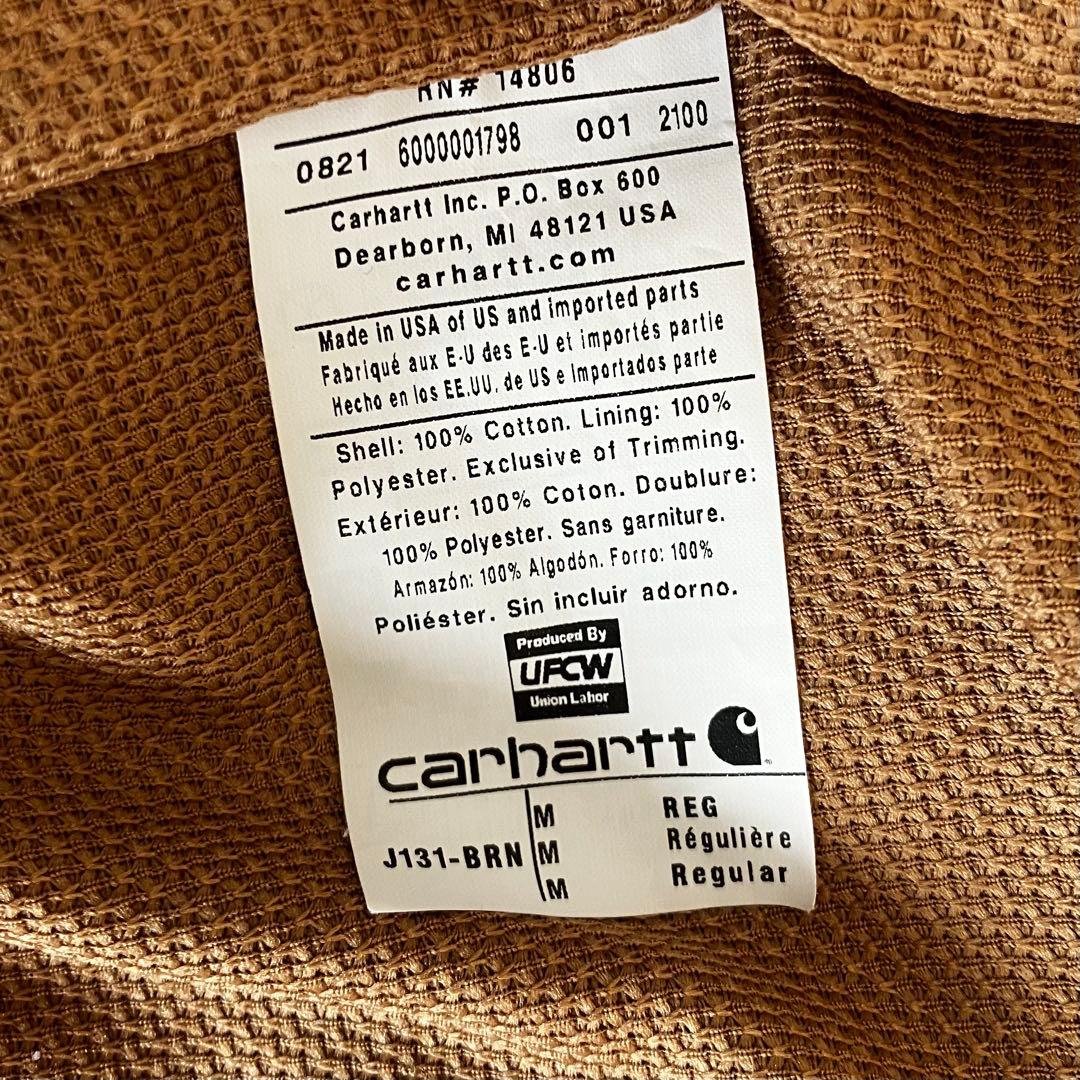 RN# 14806
0821 6000001798 001 2100
Carhartt Inc. P.O. Box 600
Dearborn, MI 48121 USA
carhartt.com
Made in USA of US and imported parts
Fabriqué aux E-U des E-U et importés partie
Hecho en los EE.UU. de US e Importados parte
Shell: 100% Cotton. Lining: 100%
Polyester. Exclusive of Trimming.
Extérieur: 100% Coton. Doublure:
100% Polyester. Sans garniture.
Armazón: 100% Algodón. Forro: 100%
Poliéster. Sin incluir adorno.
Produced By
UFCW
Union Labor
carhartt
M REG
M Régulière
J131-BRN
M Regular